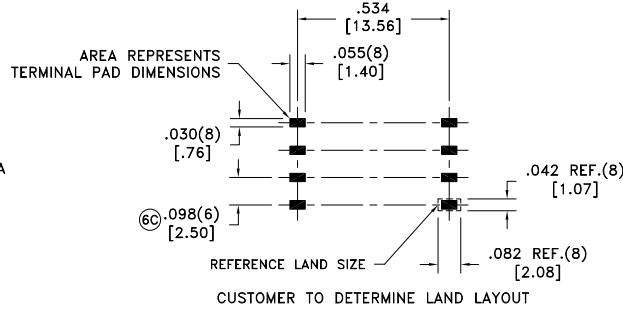 .534
[13.56]
AREA REPRESENTS
TERMINAL PAD DIMENSIONS
.055(8)
[1.40]
.030(8)
[.76]
A
.042 REF.(8)
[1.07]
6C .098(6)
[2.50]
REFERENCE LAND SIZE
.082 REF.(8)
[2.08]
CUSTOMER TO DETERMINE LAND LAYOUT